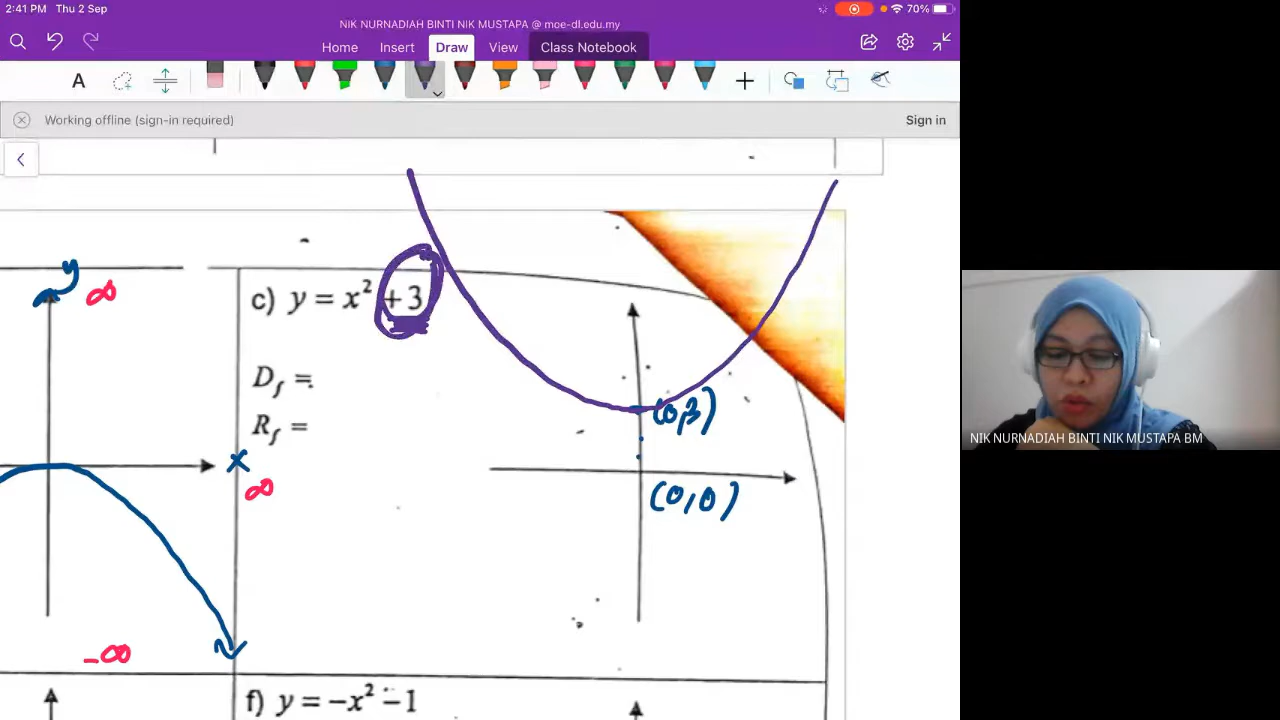 2:41 PM Thu 2 Sep
70%
NIK NURNADIAH BINTI NIK MUSTAPA @ moe-dl.edu.my
Home Insert Draw View Class Notebook
A
Working offline (sign-in required)
Sign in
y
∞
c) y = x² +3
D_f =
R_f =
(0,3)
x
∞
(0,0)
-∞
f) y = -x² -1
NIK NURNADIAH BINTI NIK MUSTAPA BM